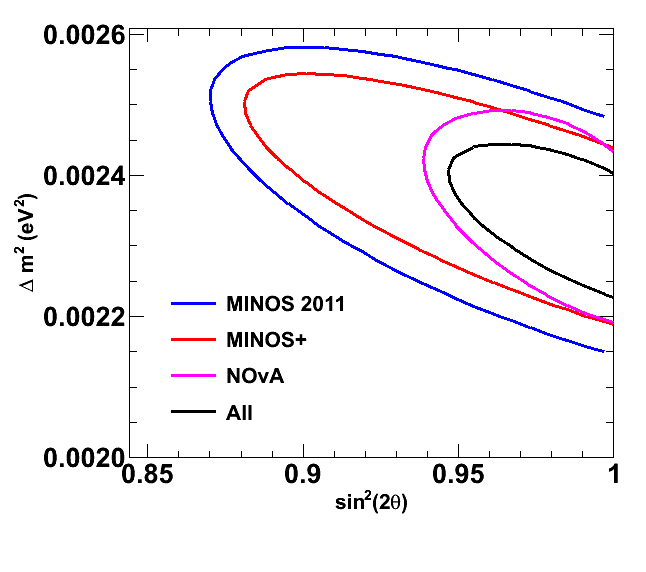 0.0026
0.0024
0.0022
0.0020
Δ m² (eV²)
MINOS 2011
MINOS+
NOνA
All
0.85 0.9 0.95 1
sin²(2θ)